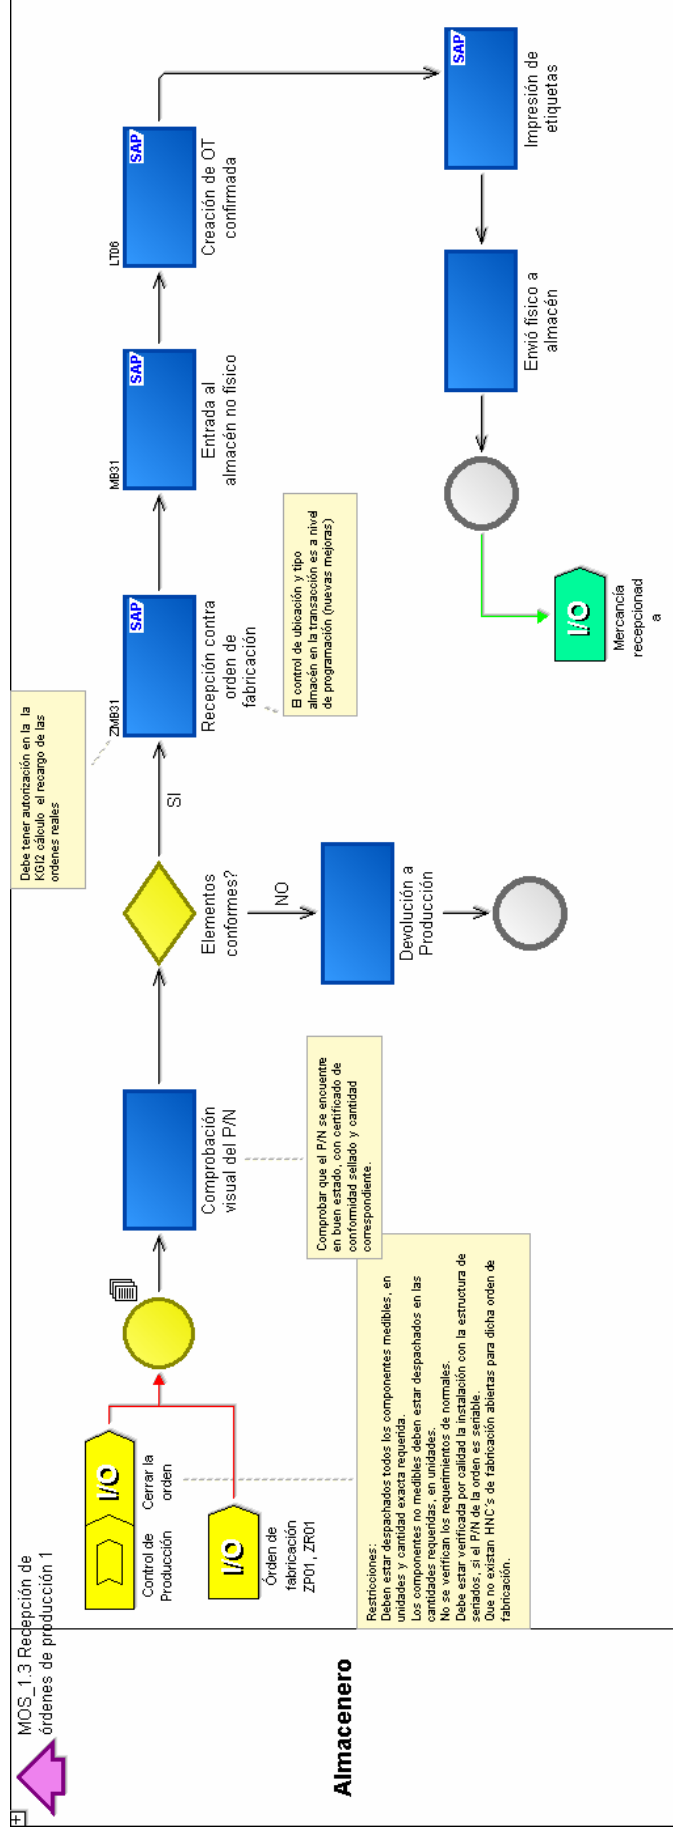 MOS_1.3 Recepción de
órdenes de producción 1
Almacenero
I/O
Control de
Producción
Cerrar la
orden
I/O
Órden de
fabricación
ZP01, ZR01
Restricciones:
Deben estar despachados todos los componentes medibles, en
unidades y cantidad exacta requerida.
Los componentes no medibles deben estar despachados en las
cantidades requeridas, en unidades.
No se verifican los requerimientos de normales.
Debe estar verificada por calidad la instalación con la estructura de
seriados, si el P/N de la orden es seriable.
Que no existan HNC´s de fabricación abiertas para dicha orden de
fabricación.
Comprobación
visual del P/N
Comprobar que el P/N se encuentre
en buen estado, con certificado de
conformidad sellado y cantidad
correspondiente.
Elementos
conformes?
SI
NO
Devolución a
Producción
Debe tener autorización en la la
KGI2 cálculo el recargo de las
ordenes reales
ZMB31
SAP
Recepción contra
orden de
fabricación
El control de ubicación y tipo
almacén en la transacción es a nivel
de programación (nuevas mejoras)
MB31
SAP
Entrada al
almacén no físico
LT06
SAP
Creación de OT
confirmada
SAP
Impresión de
etiquetas
Envió físico a
almacén
I/O
Mercancía
recepcionad
a